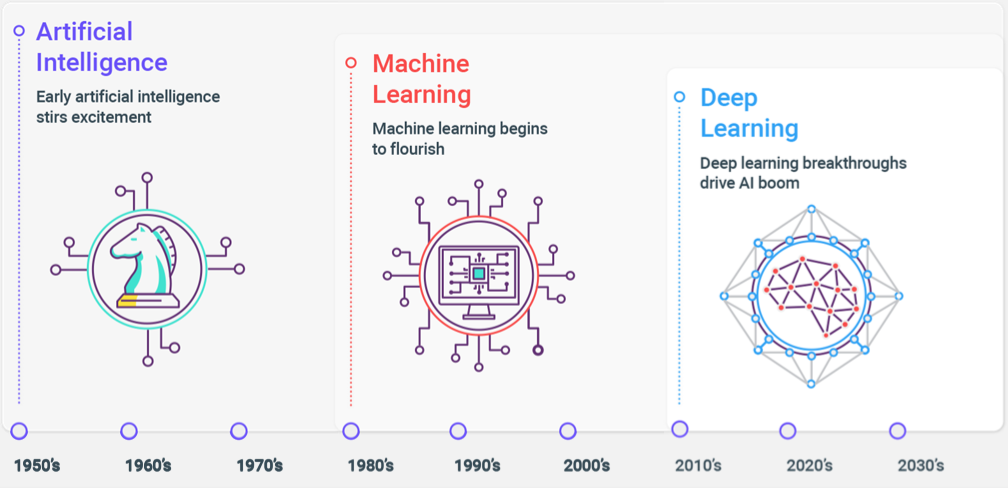 Artificial
Intelligence
Early artificial intelligence
stirs excitement
Machine
Learning
Machine learning begins
to flourish
Deep
Learning
Deep learning breakthroughs
drive AI boom
1950's
1960's
1970's
1980's
1990's
2000's
2010's
2020's
2030's